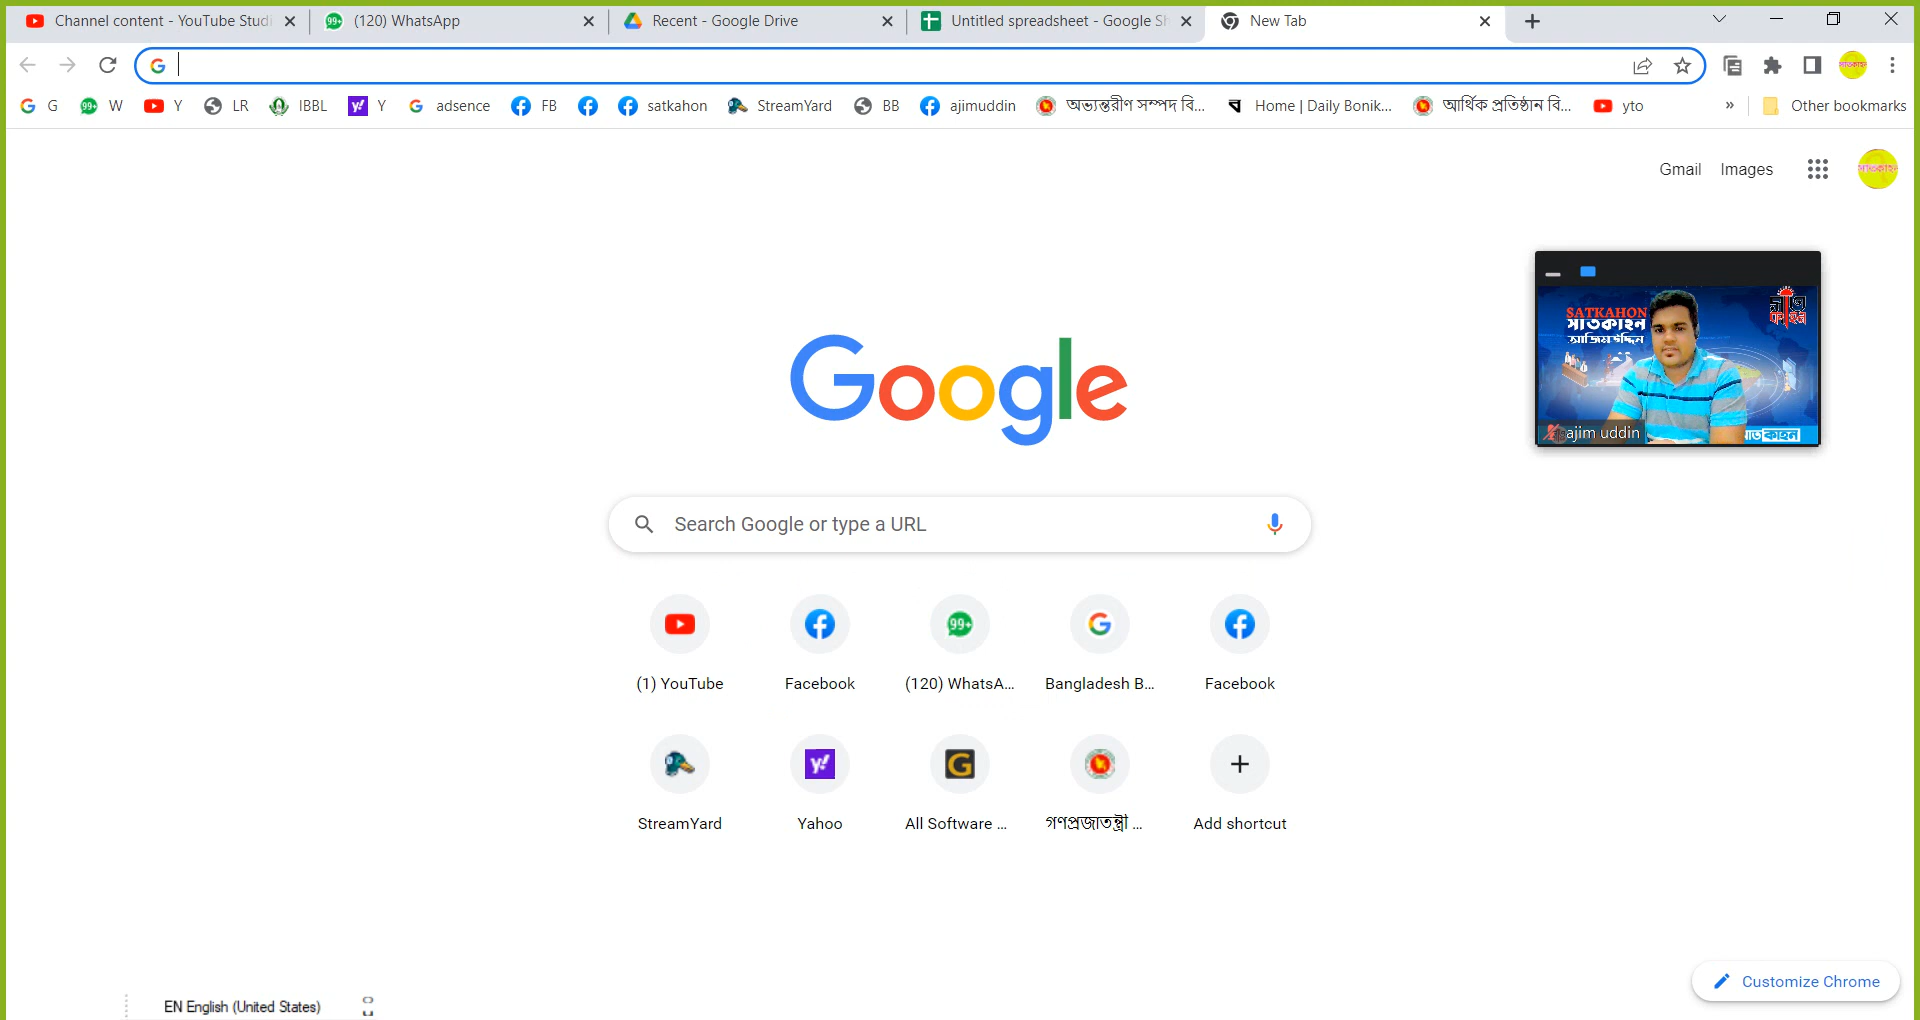 Channel content - YouTube Studi
(120) WhatsApp
Recent - Google Drive
Untitled spreadsheet - Google Sh
New Tab
G W Y LR IBBL Y adsence FB satkahon StreamYard BB ajimuddin অভ্যন্তরীণ সম্পদ বি... Home | Daily Bonik... আর্থিক প্রতিষ্ঠান বি... yto » Other bookmarks
Gmail Images
SATKAHON
সাতকাহন
আজিম উদ্দিন
ajim uddin
Google
Search Google or type a URL
99+
(1) YouTube Facebook (120) WhatsA... Bangladesh B... Facebook
StreamYard Yahoo All Software ... গণপ্রজাতন্ত্রী ... Add shortcut
Customize Chrome
EN English (United States)